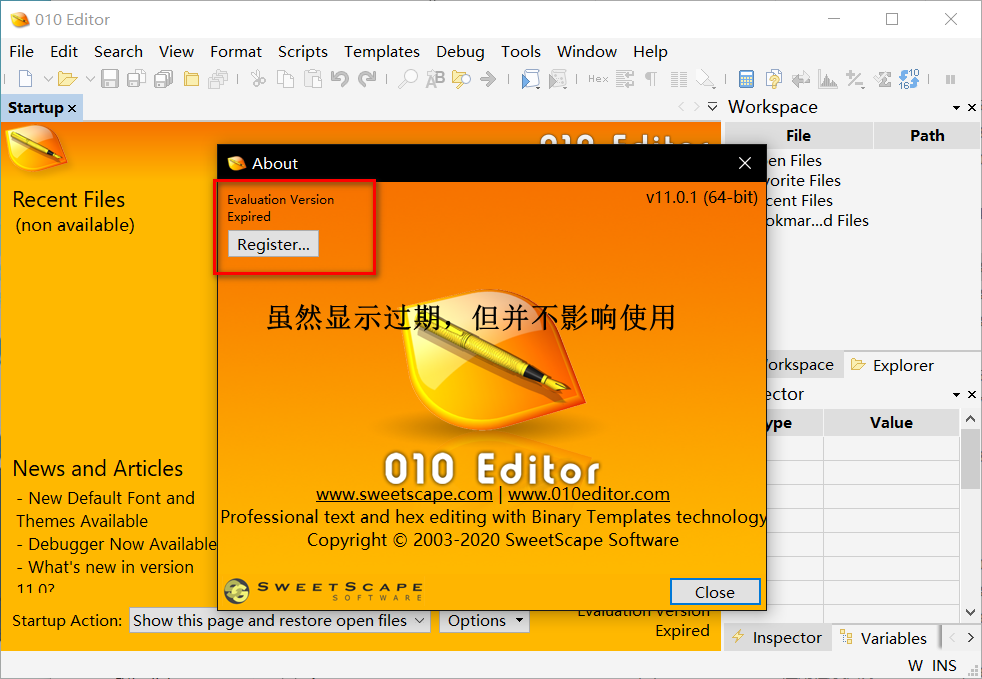 010 Editor
File Edit Search View Format Scripts Templates Debug Tools Window Help
Hex
Startup
Workspace
File Path
en Files
vorite Files
cent Files
okmar...d Files
010 Editor
Recent Files
(non available)
About
Evaluation Version
Expired
Register...
v11.0.1 (64-bit)
虽然显示过期，但并不影响使用
010 Editor
www.sweetscape.com | www.010editor.com
Professional text and hex editing with Binary Templates technology
Copyright © 2003-2020 SweetScape Software
SWEETSCAPE
SOFTWARE
Close
orkspace Explorer
ector
ype Value
News and Articles
- New Default Font and
Themes Available
- Debugger Now Available
- What's new in version
11.0?
Startup Action: Show this page and restore open files Options
Evaluation Version
Expired
Inspector Variables
W INS